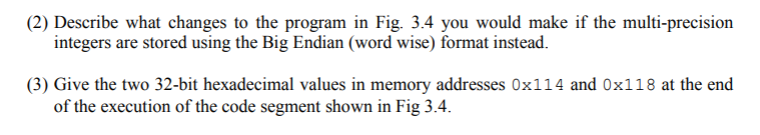 (2) Describe what changes to the program in Fig. 3.4 you would make if the multi-precision
integers are stored using the Big Endian (word wise) format instead.
(3) Give the two 32-bit hexadecimal values in memory addresses 0x114 and 0x118 at the end
of the execution of the code segment shown in Fig 3.4.